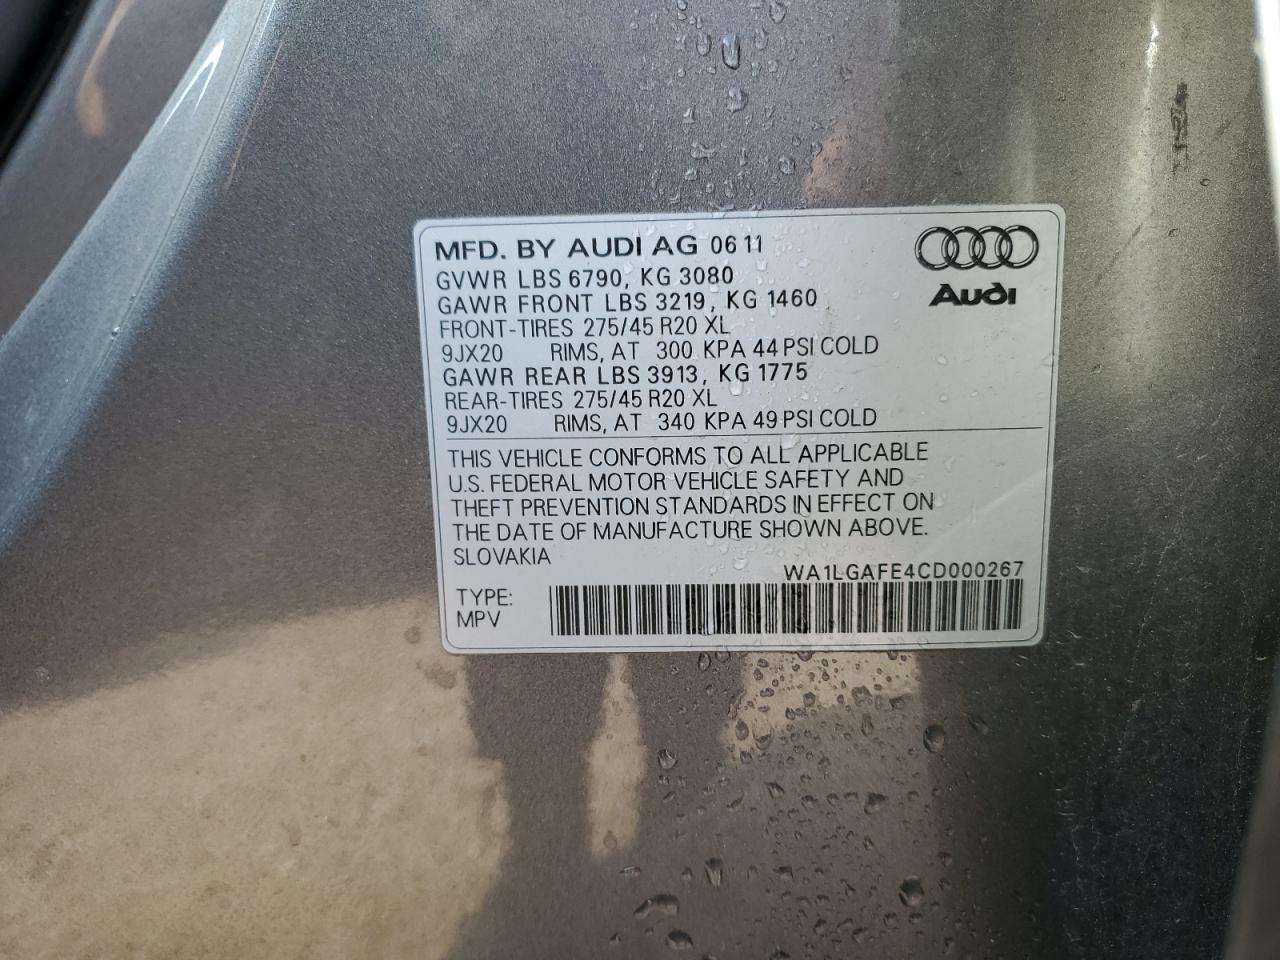 MFD. BY AUDI AG 06 11
GVWR LBS 6790, KG 3080
GAWR FRONT LBS 3219, KG 1460
FRONT-TIRES 275/45 R20 XL
9JX20 RIMS, AT 300 KPA 44 PSI COLD
GAWR REAR LBS 3913, KG 1775
REAR-TIRES 275/45 R20 XL
9JX20 RIMS, AT 340 KPA 49 PSI COLD
Audi
THIS VEHICLE CONFORMS TO ALL APPLICABLE
U.S. FEDERAL MOTOR VEHICLE SAFETY AND
THEFT PREVENTION STANDARDS IN EFFECT ON
THE DATE OF MANUFACTURE SHOWN ABOVE.
SLOVAKIA
WA1LGAFE4CD000267
TYPE:
MPV